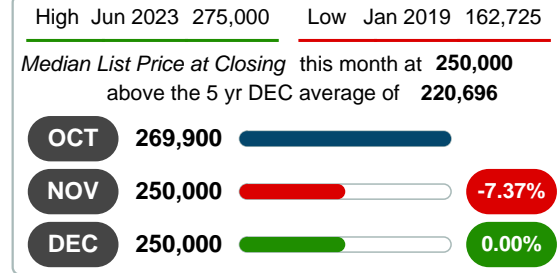 High Jun 2023 275,000 Low Jan 2019 162,725
Median List Price at Closing this month at 250,000
above the 5 yr DEC average of 220,696
OCT 269,900
NOV 250,000 -7.37%
DEC 250,000 0.00%